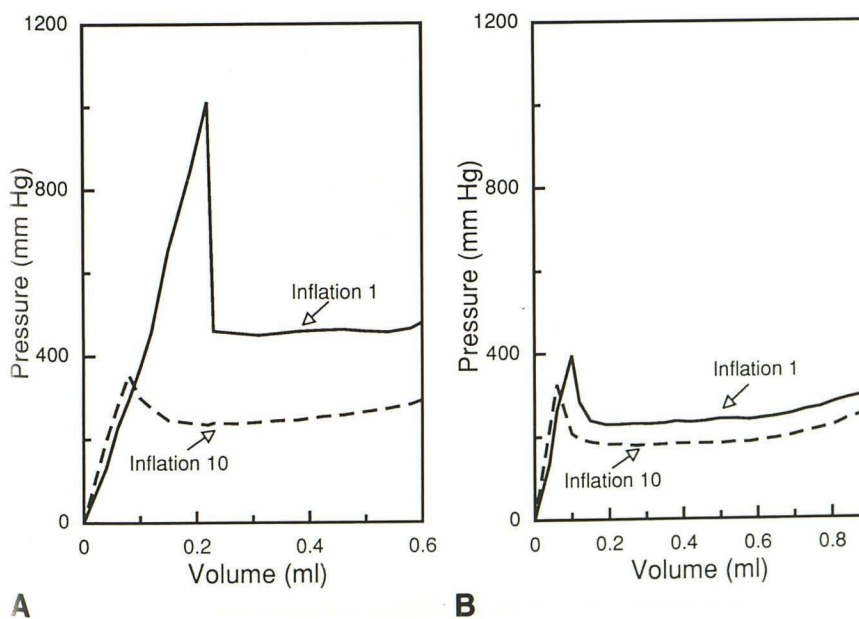 1200
800
400
0
Pressure (mm Hg)
Inflation 1
Inflation 10
0 0.2 0.4 0.6
Volume (ml)
A
1200
800
400
0
Pressure (mm Hg)
Inflation 1
Inflation 10
0 0.2 0.4 0.6 0.8
Volume (ml)
B